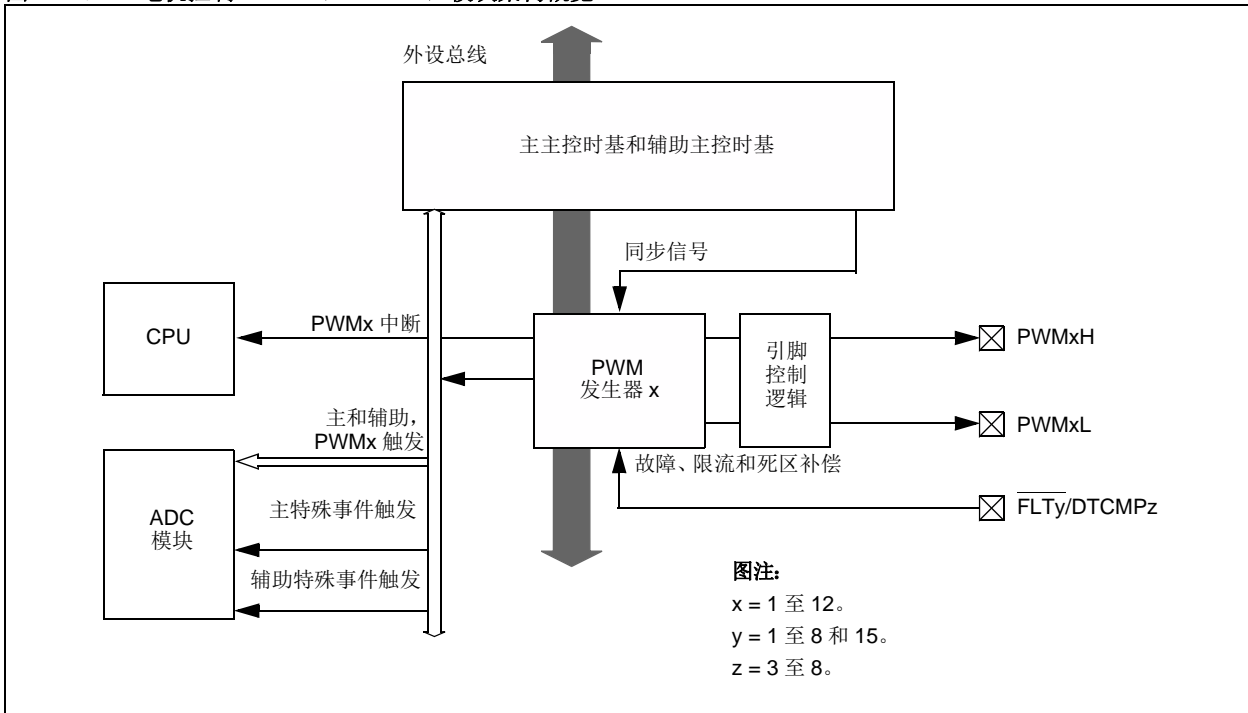 外设总线
主主控时基和辅助主控时基
同步信号
CPU
PWMx 中断
PWM
发生器 x
引脚
控制
逻辑
PWMxH
主和辅助，
PWMx 触发
PWMxL
故障、限流和死区补偿
ADC
模块
主特殊事件触发
FLTy/DTCMPz
辅助特殊事件触发
图注:
x = 1 至 12。
y = 1 至 8 和 15。
z = 3 至 8。